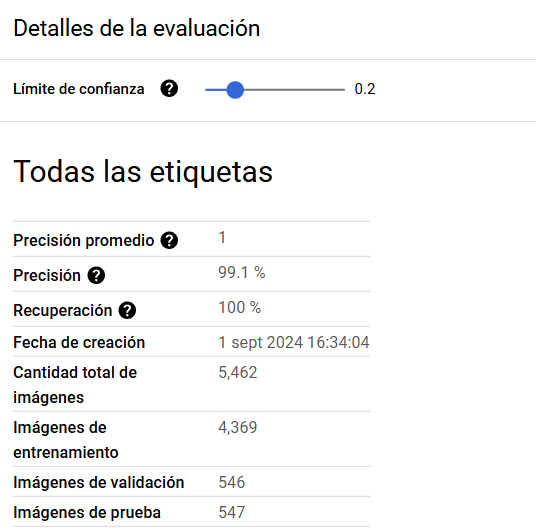 Detalles de la evaluación
Límite de confianza ? 0.2
Todas las etiquetas
Precisión promedio ? 1
Precisión ? 99.1 %
Recuperación ? 100 %
Fecha de creación 1 sept 2024 16:34:04
Cantidad total de 5,462
imágenes
Imágenes de 4,369
entrenamiento
Imágenes de validación 546
Imágenes de prueba 547